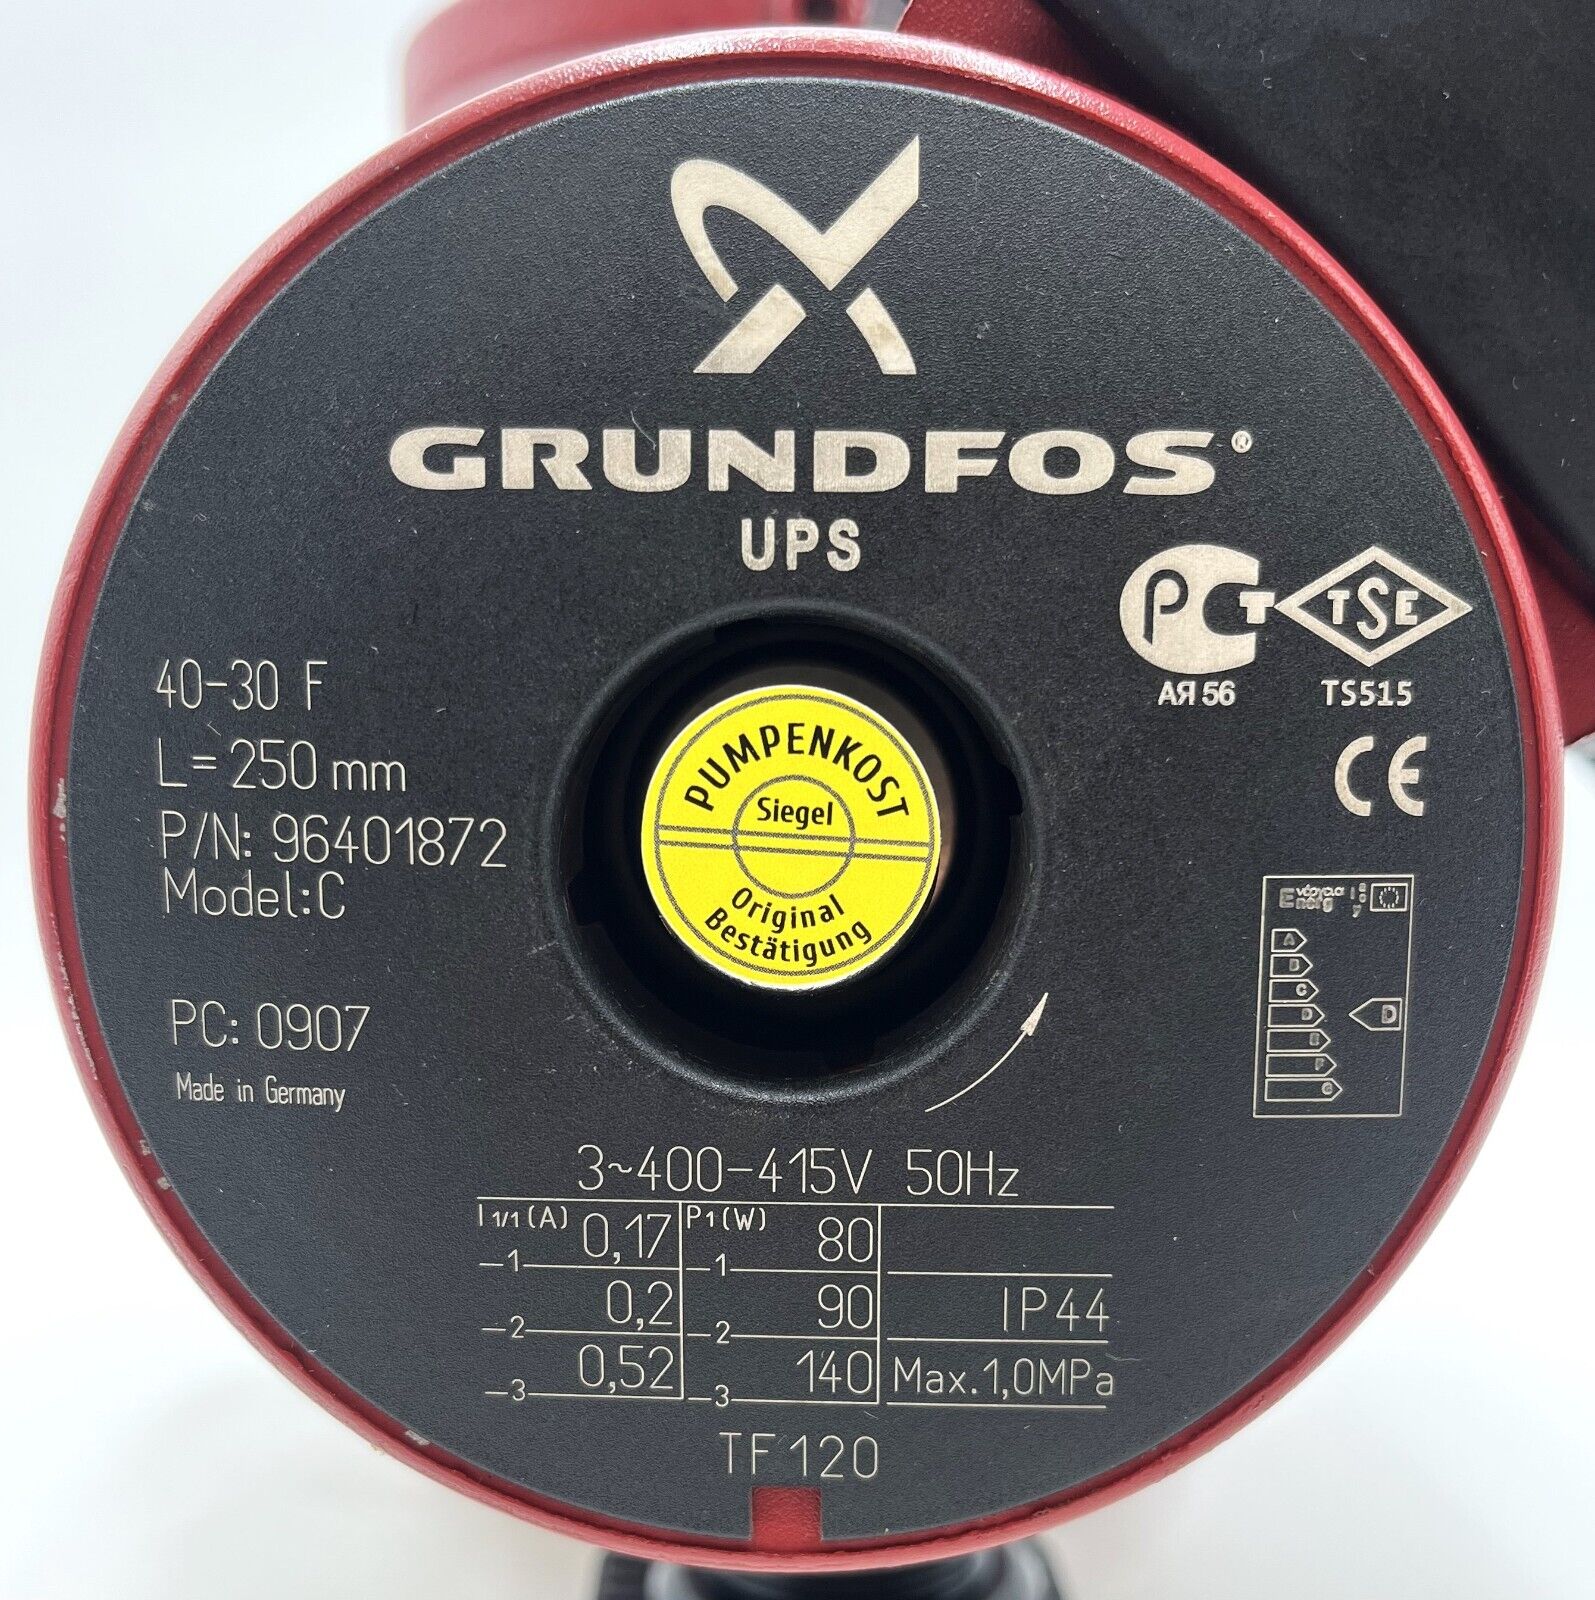 GRUNDFOS®
UPS
40-30 F
L=250 mm
P/N: 96401872
Model:C
PC: 0907
Made in Germany
PUMPENKOST
Siegel
Original
Bestätigung
РСТ
АЯ 56
TSE
TS515
CE
A
B
C
D
E
F
G
D
3~400-415V 50Hz
I 1/1 (A) 0,17 P1 (W) 80
1 1
0,2 90 IP44
2 2
0,52 140 Max.1,0MPa
3 3
TF120